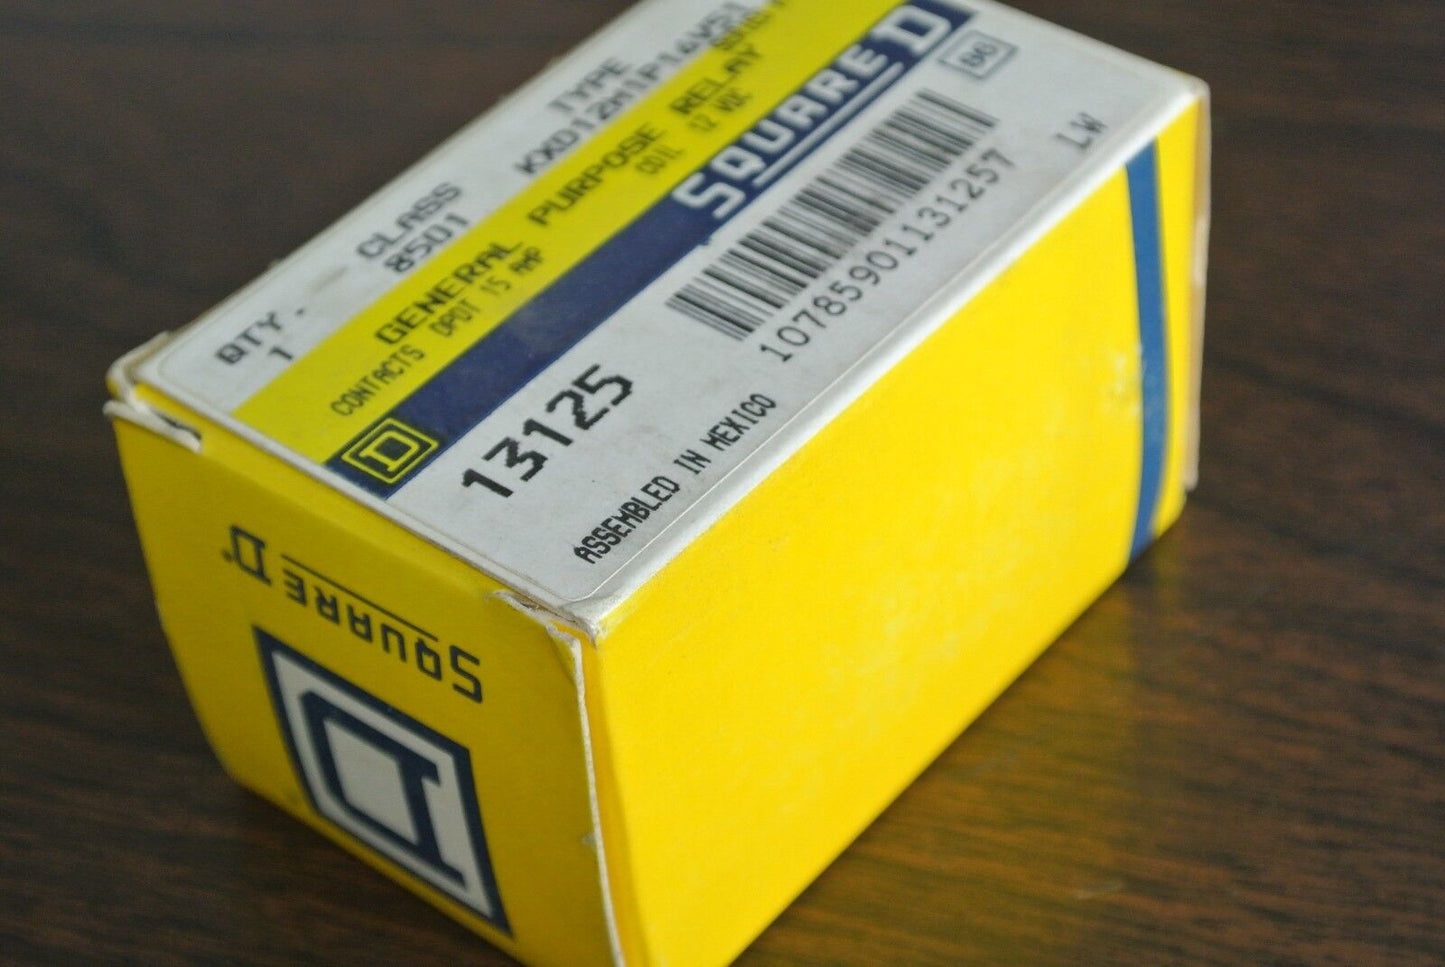 QTY.
1
CLASS
8501
TYPE
GENERAL PURPOSE RELAY
CONTACTS DPDT 15 AMP
COIL 12 VDC
D
SQUARE D
B6
13125
10785901131257
LW
ASSEMBLED IN MEXICO
SQUARE D
D